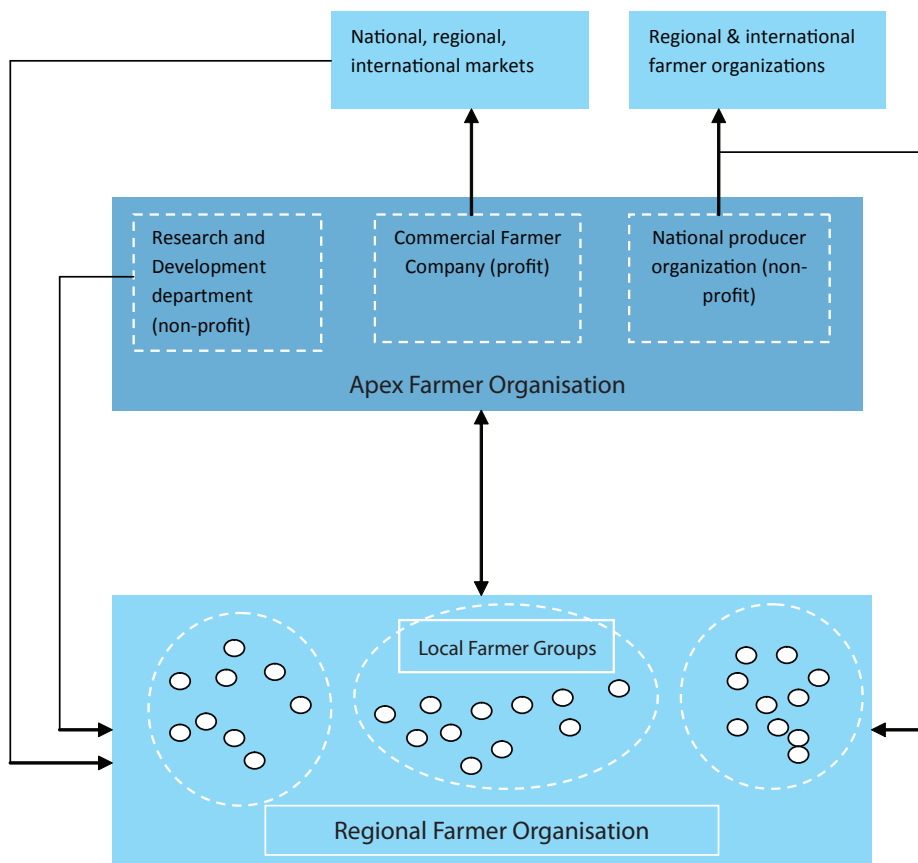 National, regional,
international markets
Regional & international
farmer organizations
Research and
Development
department
(non-profit)
Commercial Farmer
Company (profit)
National producer
organization (non-
profit)
Apex Farmer Organisation
Local Farmer Groups
Regional Farmer Organisation